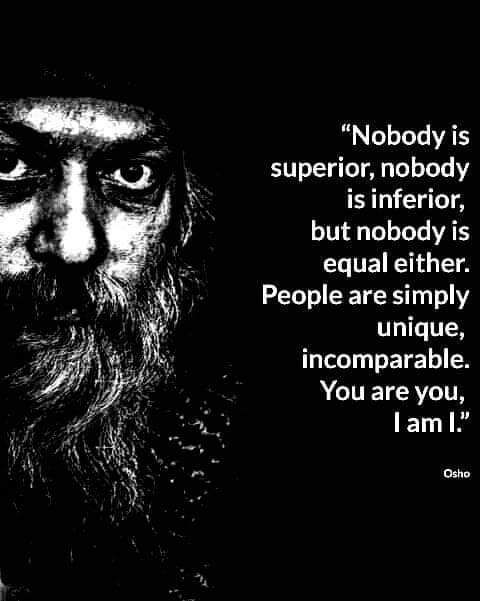 “Nobody is
superior, nobody
is inferior,
but nobody is
equal either.
People are simply
unique,
incomparable.
You are you,
I am I.”
Osho